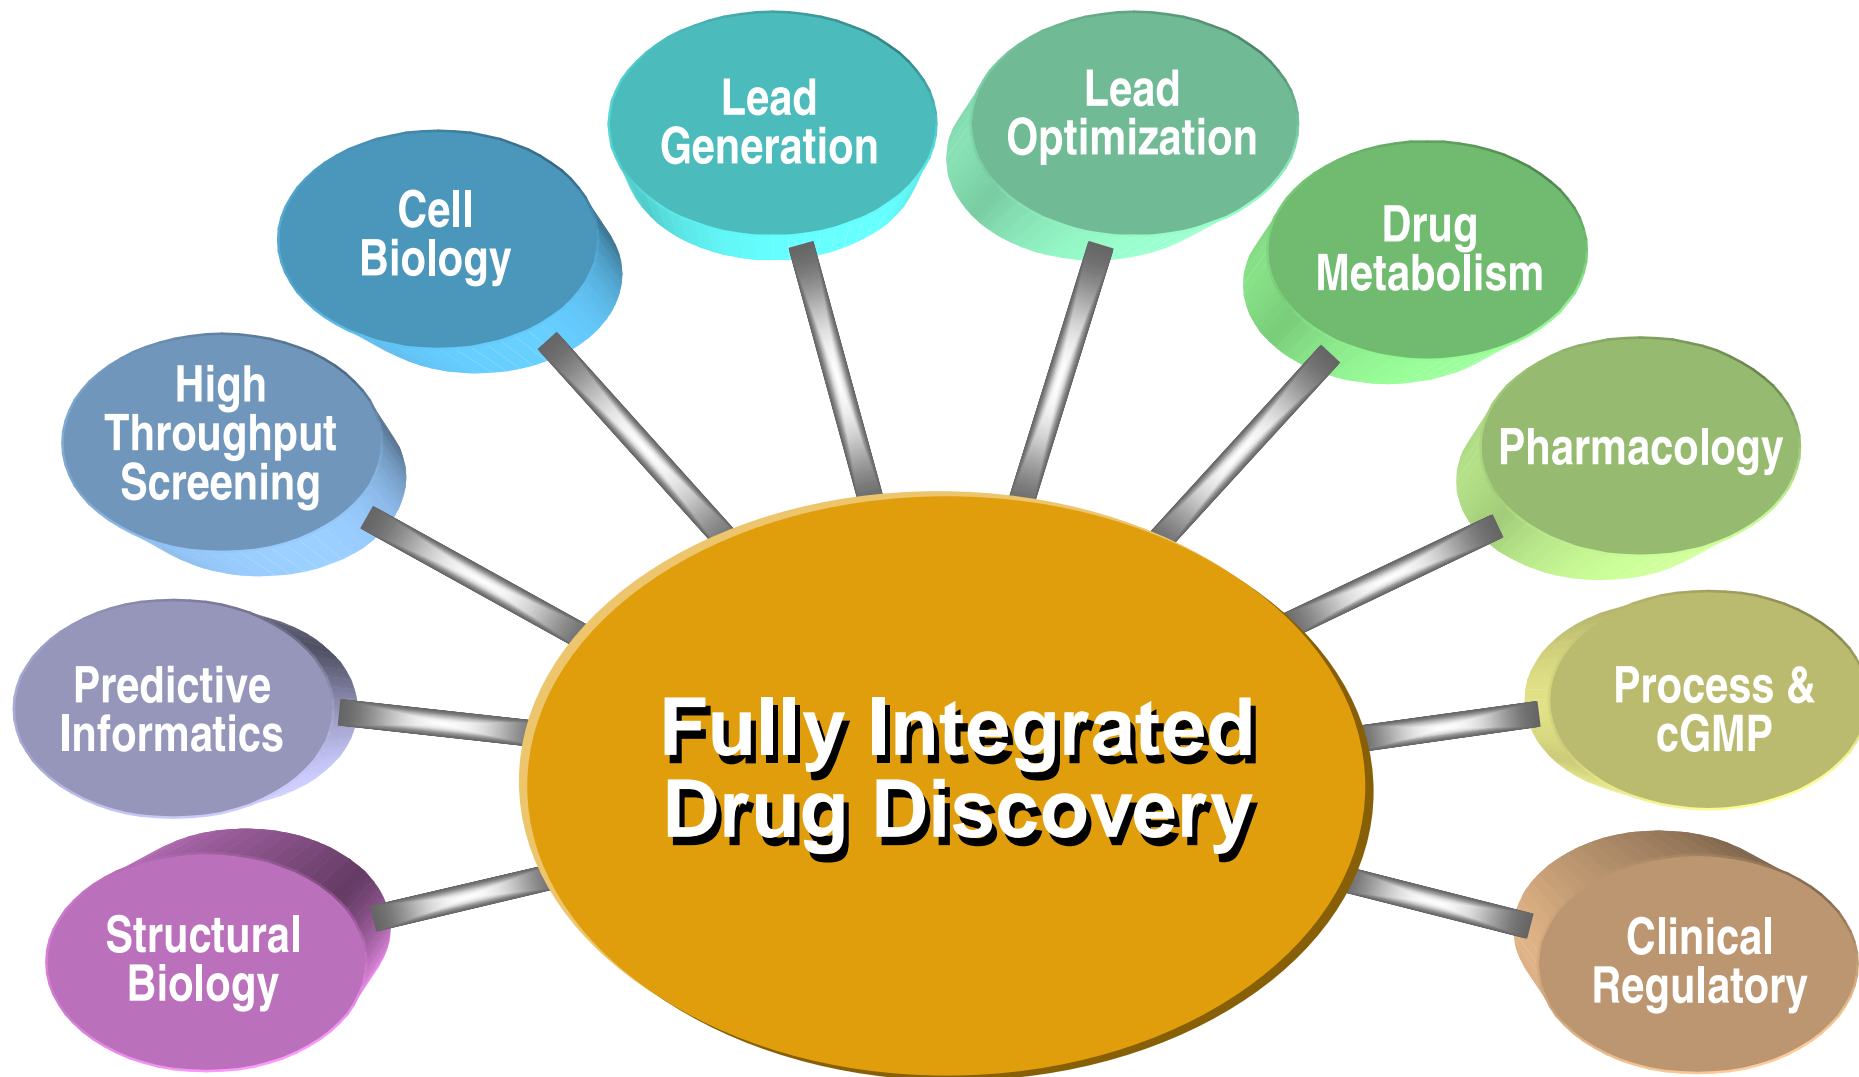 Lead
Generation
Lead
Optimization
Cell
Biology
Drug
Metabolism
High
Throughput
Screening
Pharmacology
Predictive
Informatics
Process &
cGMP
Fully Integrated
Drug Discovery
Structural
Biology
Clinical
Regulatory